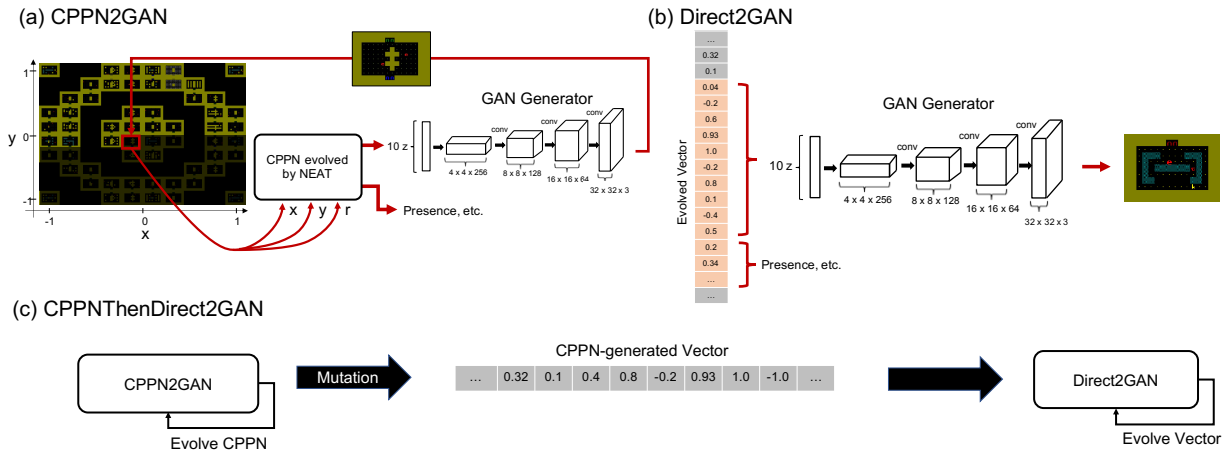 (a) CPPN2GAN
y
1
0
-1
-1
0
1
x
CPPN evolved
by NEAT
x y r
10 z
GAN Generator
conv
conv
conv
4 x 4 x 256
8 x 8 x 128
16 x 16 x 64
32 x 32 x 3
Presence, etc.
(b) Direct2GAN
Evolved Vector
...
0.32
0.1
0.04
-0.2
0.6
0.93
1.0
-0.2
0.8
0.1
-0.4
0.5
0.2
0.34
...
...
10 z
Presence, etc.
GAN Generator
conv
conv
conv
4 x 4 x 256
8 x 8 x 128
16 x 16 x 64
32 x 32 x 3
(c) CPPNThenDirect2GAN
CPPN2GAN
Evolve CPPN
Mutation
CPPN-generated Vector
... 0.32 0.1 0.4 0.8 -0.2 0.93 1.0 -1.0 ...
Direct2GAN
Evolve Vector